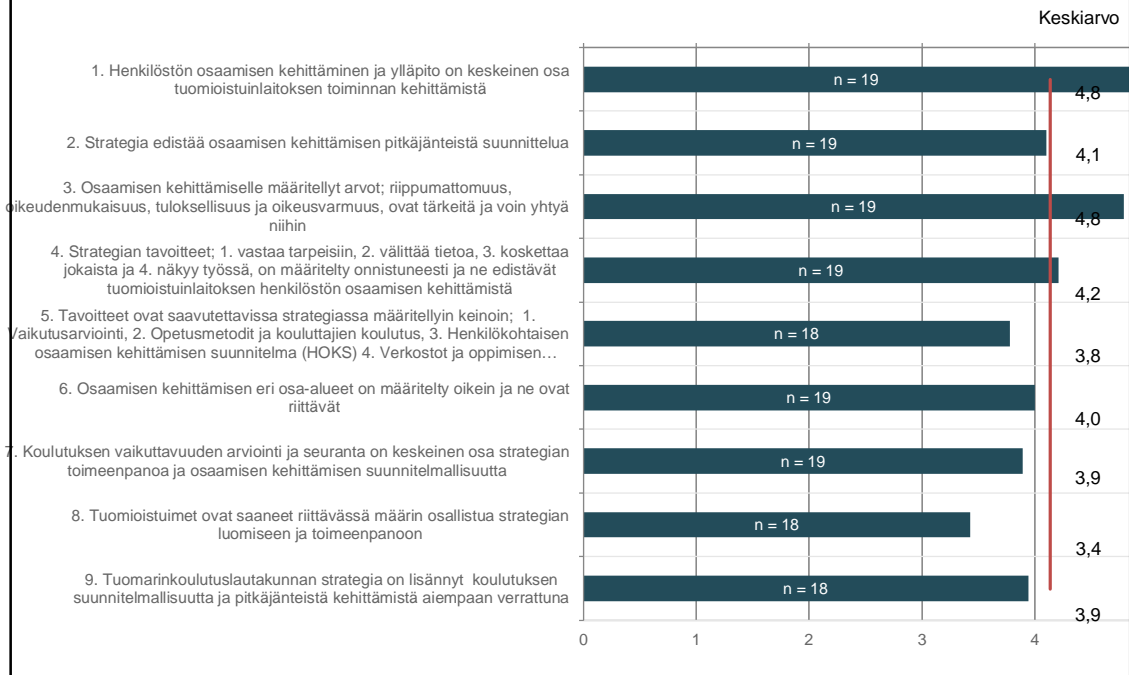 Keskiarvo
1. Henkilöstön osaamisen kehittäminen ja ylläpito on keskeinen osa
tuomioistuinlaitoksen toiminnan kehittämistä
n = 19
4,8
2. Strategia edistää osaamisen kehittämisen pitkäjänteistä suunnittelua
n = 19
4,1
3. Osaamisen kehittämiselle määritellyt arvot; riippumattomuus,
oikeudenmukaisuus, tuloksellisuus ja oikeusvarmuus, ovat tärkeitä ja voin yhtyä
niihin
n = 19
4,8
4. Strategian tavoitteet; 1. vastaa tarpeisiin, 2. välittää tietoa, 3. koskettaa
jokaista ja 4. näkyy työssä, on määritelty onnistuneesti ja ne edistävät
tuomioistuinlaitoksen henkilöstön osaamisen kehittämistä
n = 19
4,2
5. Tavoitteet ovat saavutettavissa strategiassa määritellyin keinoin; 1.
Vaikutusarviointi, 2. Opetusmetodit ja kouluttajien koulutus, 3. Henkilökohtaisen
osaamisen kehittämisen suunnitelma (HOKS) 4. Verkostot ja oppimisen…
n = 18
3,8
6. Osaamisen kehittämisen eri osa-alueet on määritelty oikein ja ne ovat
riittävät
n = 19
4,0
7. Koulutuksen vaikuttavuuden arviointi ja seuranta on keskeinen osa strategian
toimeenpanoa ja osaamisen kehittämisen suunnitelmallisuutta
n = 19
3,9
8. Tuomioistuimet ovat saaneet riittävässä määrin osallistua strategian
luomiseen ja toimeenpanoon
n = 18
3,4
9. Tuomarinkoulutuslautakunnan strategia on lisännyt koulutuksen
suunnitelmallisuutta ja pitkäjänteistä kehittämistä aiempaan verrattuna
n = 18
3,9
0 1 2 3 4